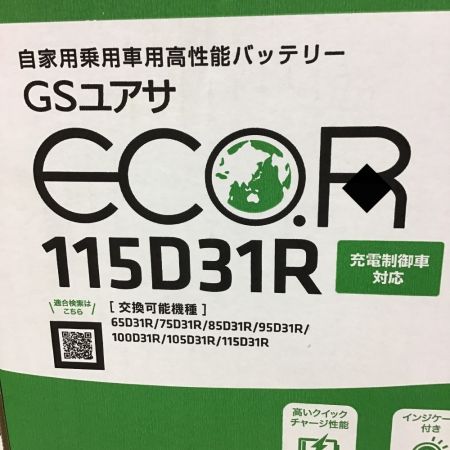 自家用乗用車用高性能バッテリー
GSユアサ
ECO.R
115D31R
充電制御車
対応
適合検索は
こちら
[ 交換可能機種 ]
65D31R/75D31R/85D31R/95D31R/
100D31R/105D31R/115D31R
高いクイック
チャージ性能
インジケー
付き